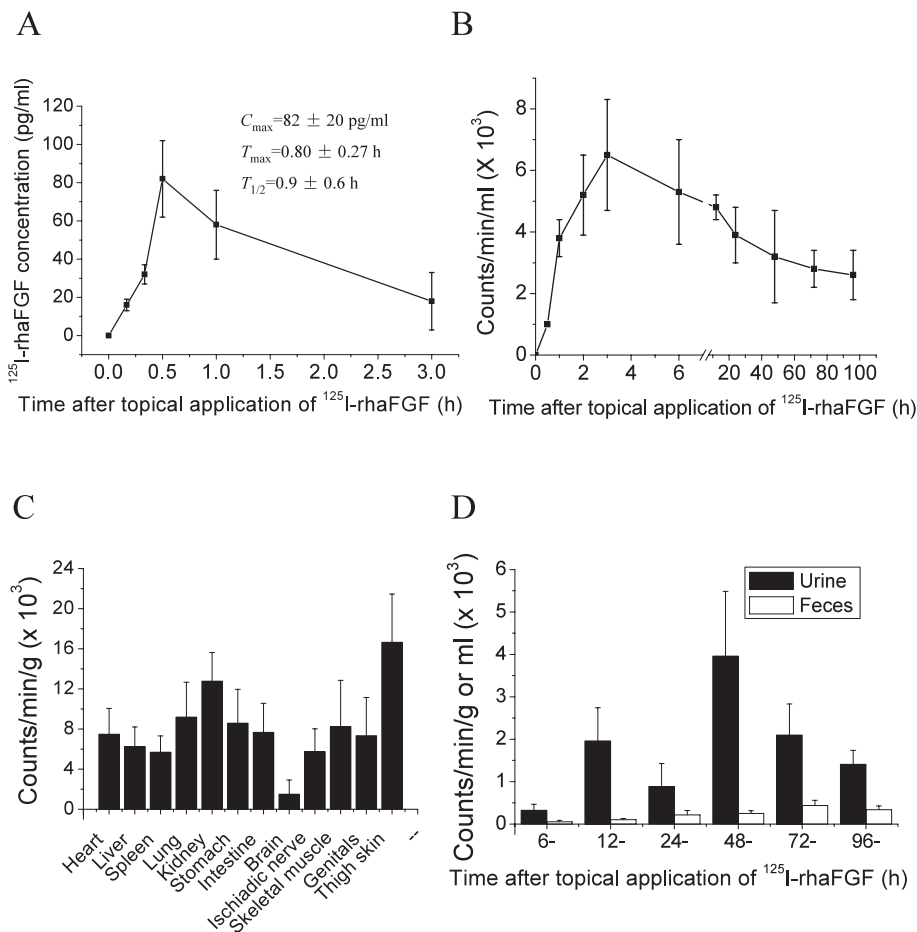 A
¹²⁵I-rhaFGF concentration (pg/ml)
120
100
80
60
40
20
0
Cmax=82 ± 20 pg/ml
Tmax=0.80 ± 0.27 h
T1/2=0.9 ± 0.6 h
0.0 0.5 1.0 1.5 2.0 2.5 3.0
Time after topical application of ¹²⁵I-rhaFGF (h)
B
Counts/min/ml (X 10³)
8
6
4
2
0
0 2 4 6 20 40 60 80 100
Time after topical application of ¹²⁵I-rhaFGF (h)
C
Counts/min/g (x 10³)
24
20
16
12
8
4
0
Heart
Liver
Spleen
Lung
Kidney
Stomach
Intestine
Brain
Ischiadic nerve
Skeletal muscle
Genitals
Thigh skin
--
D
Counts/min/g or ml (x 10³)
6
5
4
3
2
1
0
Urine
Feces
6- 12- 24- 48- 72- 96-
Time after topical application of ¹²⁵I-rhaFGF (h)